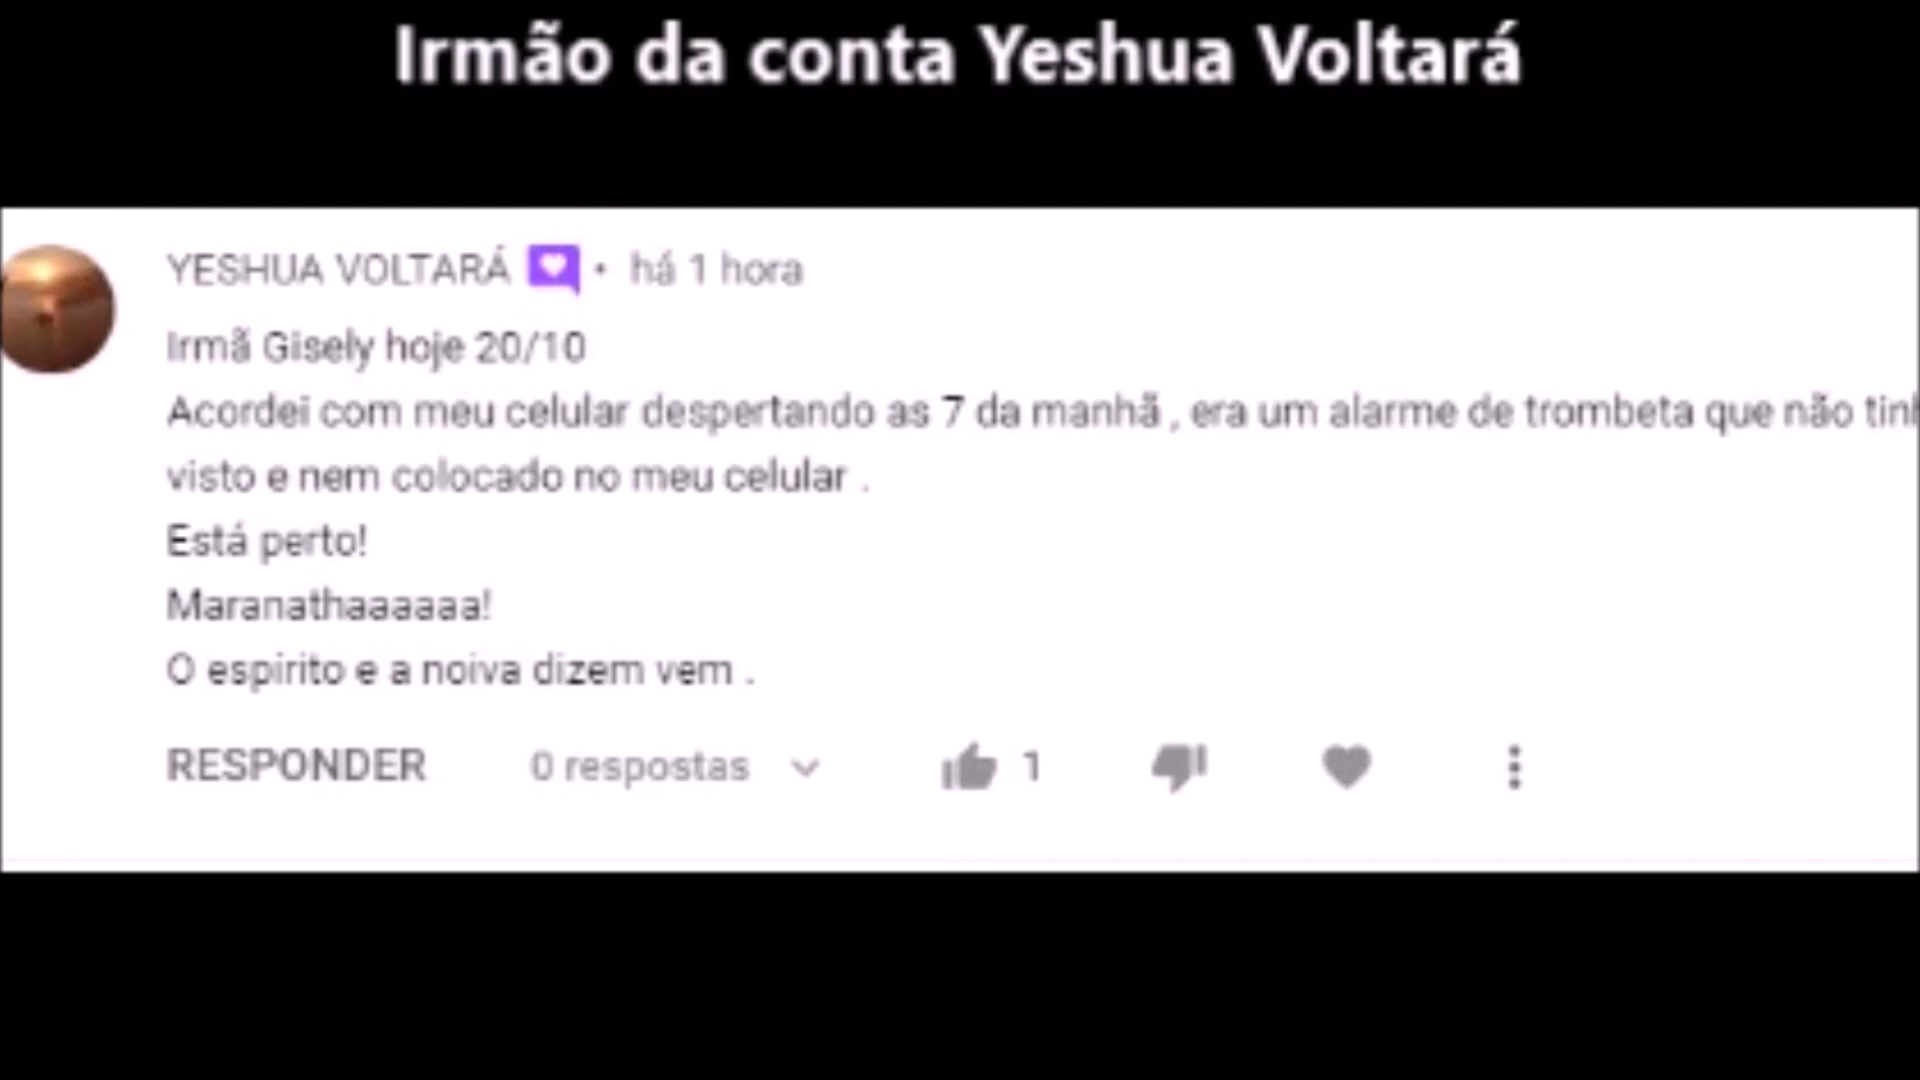 Irmão da conta Yeshua Voltará
YESHUA VOLTARÁ • há 1 hora
Irmã Gisely hoje 20/10
Acordei com meu celular despertando as 7 da manhã , era um alarme de trombeta que não
visto e nem colocado no meu celular .
Está perto!
Maranathaaaaaa!
O espirito e a noiva dizem vem .
RESPONDER 0 respostas 1